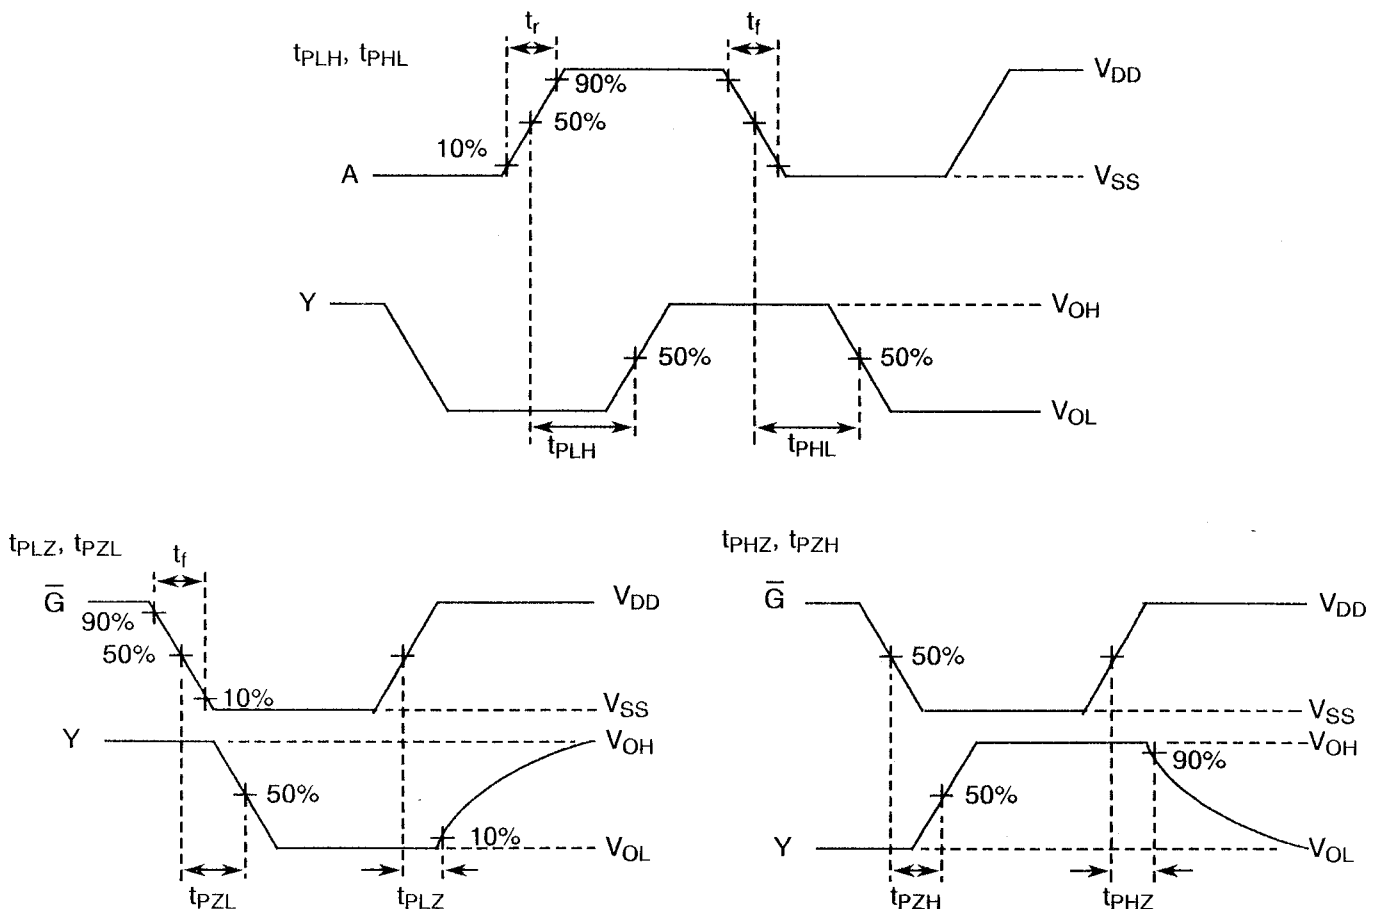 tr
tf
tPLH, tPHL
90%
VDD
50%
10%
A
VSS
Y
VOH
50%
50%
VOL
tPLH
tPHL
tPLZ, tPZL
tf
G̅
VDD
90%
50%
10%
VSS
Y
VOH
50%
10%
VOL
tPZL
tPLZ
tPHZ, tPZH
G̅
VDD
50%
VSS
VOH
90%
50%
Y
VOL
tPZH
tPHZ